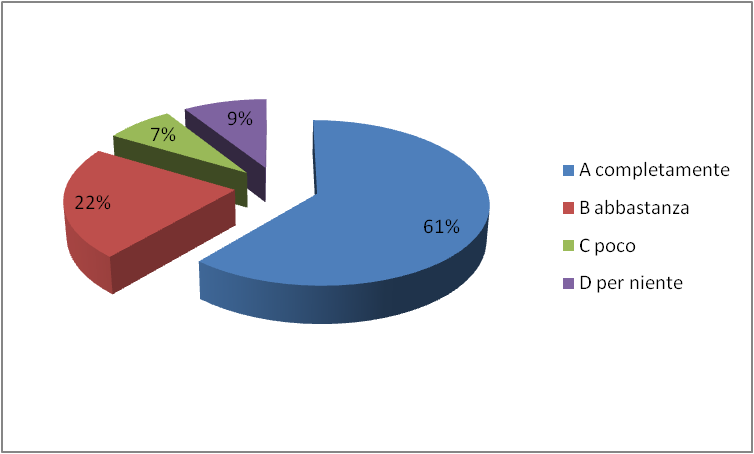 9%
7%
22%
61%
A completamente
B abbastanza
C poco
D per niente